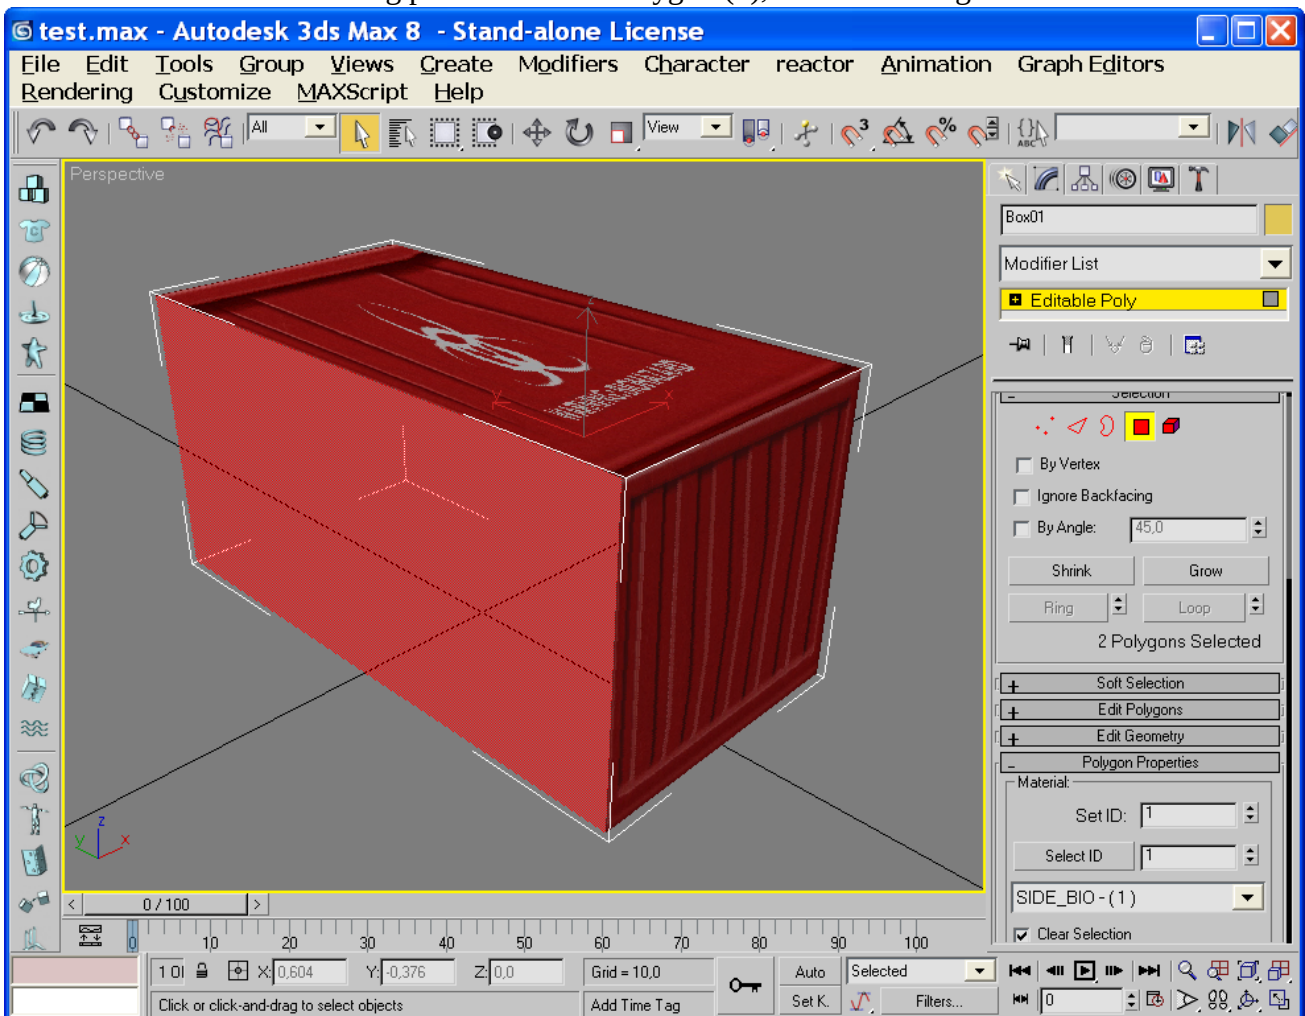 test.max - Autodesk 3ds Max 8 - Stand-alone License
File Edit Tools Group Views Create Modifiers Character reactor Animation Graph Editors
Rendering Customize MAXScript Help
All View
Perspective
Box01
Modifier List
Editable Poly
Selection
By Vertex
Ignore Backfacing
By Angle: 45,0
Shrink Grow
Ring Loop
2 Polygons Selected
Soft Selection
Edit Polygons
Edit Geometry
Polygon Properties
Material:
Set ID: 1
Select ID 1
SIDE_BIO - ( 1 )
Clear Selection
z
y x
0 / 100
0 10 20 30 40 50 60 70 80 90 100
1 Ol X: 0,604 Y: -0,376 Z: 0,0 Grid = 10,0 Auto Selected
Click or click-and-drag to select objects Add Time Tag Set K. Filters... 0